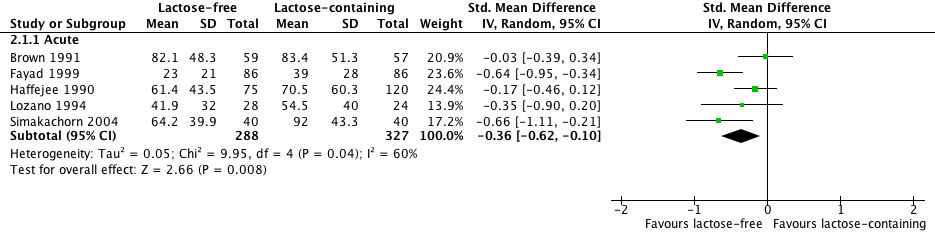 Lactose-free Lactose-containing Std. Mean Difference Std. Mean Difference
Study or Subgroup Mean SD Total Mean SD Total Weight IV, Random, 95% CI IV, Random, 95% CI
2.1.1 Acute
Brown 1991 82.1 48.3 59 83.4 51.3 57 20.9% -0.03 [-0.39, 0.34]
Fayad 1999 23 21 86 39 28 86 23.6% -0.64 [-0.95, -0.34]
Haffejee 1990 61.4 43.5 75 70.5 60.3 120 24.4% -0.17 [-0.46, 0.12]
Lozano 1994 41.9 32 28 54.5 40 24 13.9% -0.35 [-0.90, 0.20]
Simakachorn 2004 64.2 39.9 40 92 43.3 40 17.2% -0.66 [-1.11, -0.21]
Subtotal (95% CI) 288 327 100.0% -0.36 [-0.62, -0.10]
Heterogeneity: Tau² = 0.05; Chi² = 9.95, df = 4 (P = 0.04); I² = 60%
Test for overall effect: Z = 2.66 (P = 0.008)
-2 -1 0 1 2
Favours lactose-free Favours lactose-containing